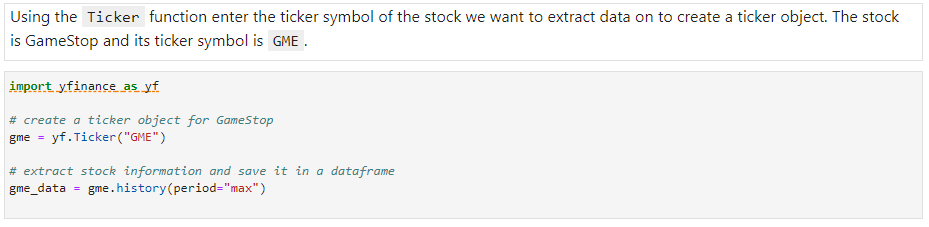 Using the Ticker function enter the ticker symbol of the stock we want to extract data on to create a ticker object. The stock
is GameStop and its ticker symbol is GME .
import yfinance as yf
# create a ticker object for GameStop
gme = yf.Ticker("GME")
# extract stock information and save it in a dataframe
gme_data = gme.history(period="max")